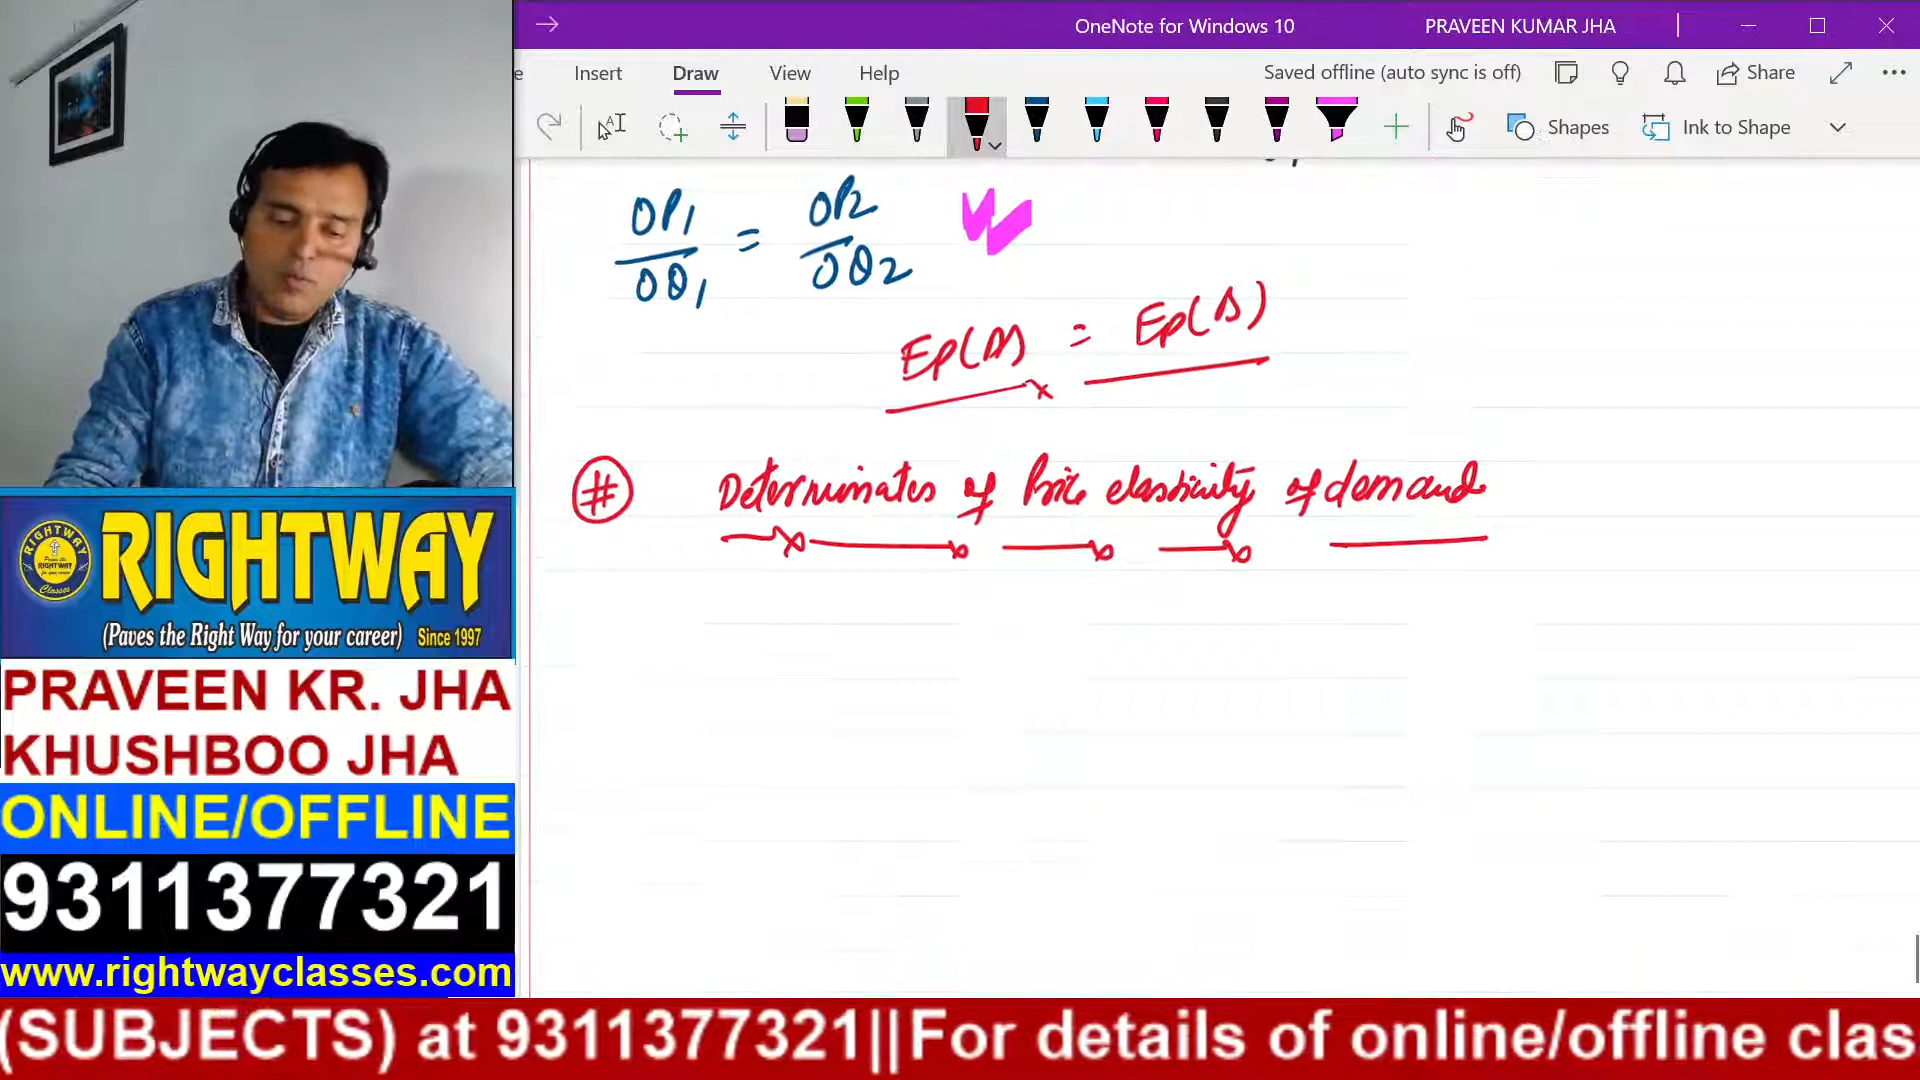 OneNote for Windows 10
PRAVEEN KUMAR JHA
Insert Draw View Help
Saved offline (auto sync is off)
Share
Shapes
Ink to Shape
OP1 / OQ1 = OP2 / OQ2
Ep(A) = Ep(B)
# Determinates of Price elasticity of demand
RIGHTWAY
RIGHTWAY
Classes
(Paves the Right Way for your career) Since 1997
PRAVEEN KR. JHA
KHUSHBOO JHA
ONLINE/OFFLINE
9311377321
www.rightwayclasses.com
(SUBJECTS) at 9311377321||For details of online/offline clas